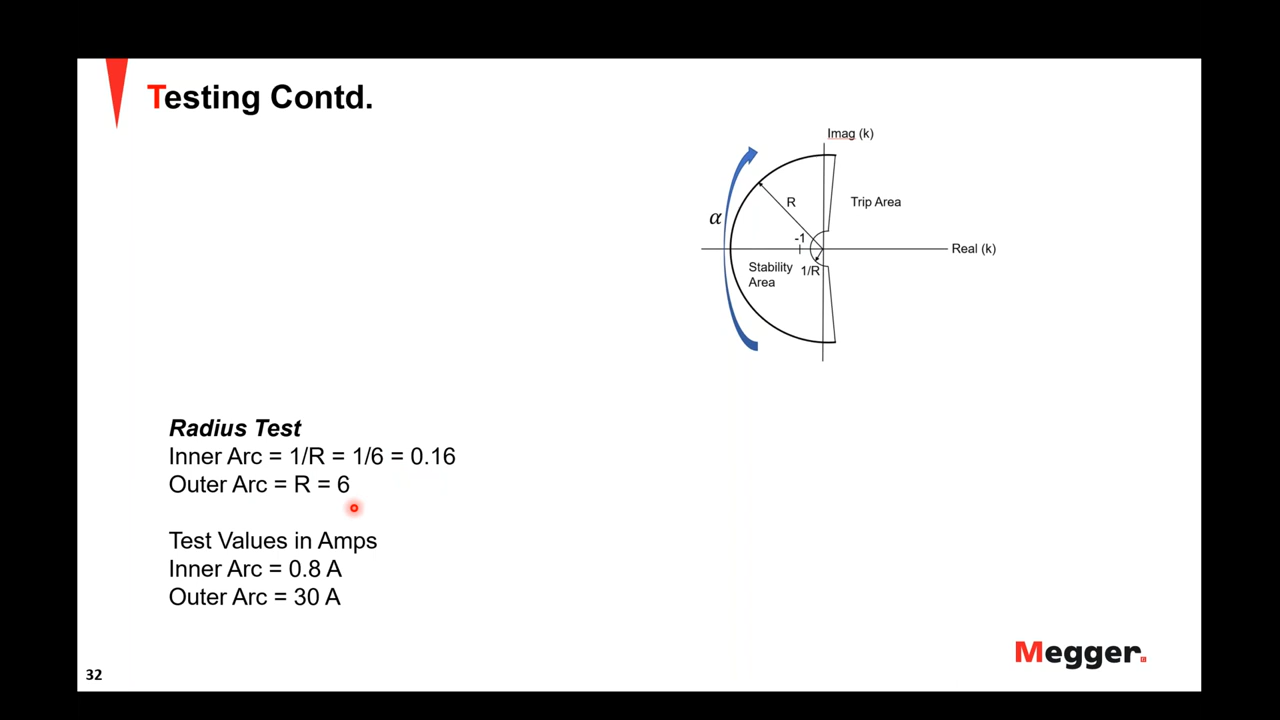 Testing Contd.
Imag (k)
R
Trip Area
α
-1
Real (k)
Stability
Area
1/R
Radius Test
Inner Arc = 1/R = 1/6 = 0.16
Outer Arc = R = 6
Test Values in Amps
Inner Arc = 0.8 A
Outer Arc = 30 A
Megger.
32